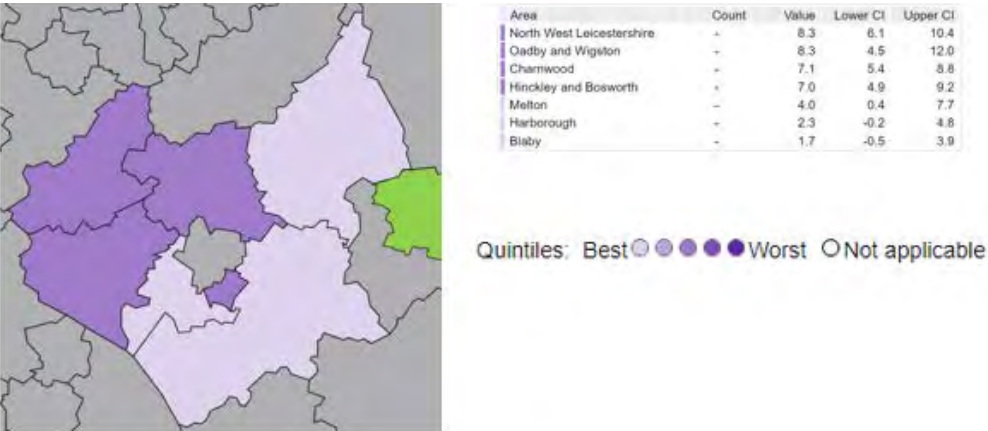 Area Count Value Lower CI Upper CI
North West Leicestershire - 8.3 6.1 10.4
Oadby and Wigston - 8.3 4.5 12.0
Charnwood - 7.1 5.4 8.8
Hinckley and Bosworth - 7.0 4.9 9.2
Melton - 4.0 0.4 7.7
Harborough - 2.3 -0.2 4.8
Blaby - 1.7 -0.5 3.9
Quintiles: Best Worst Not applicable